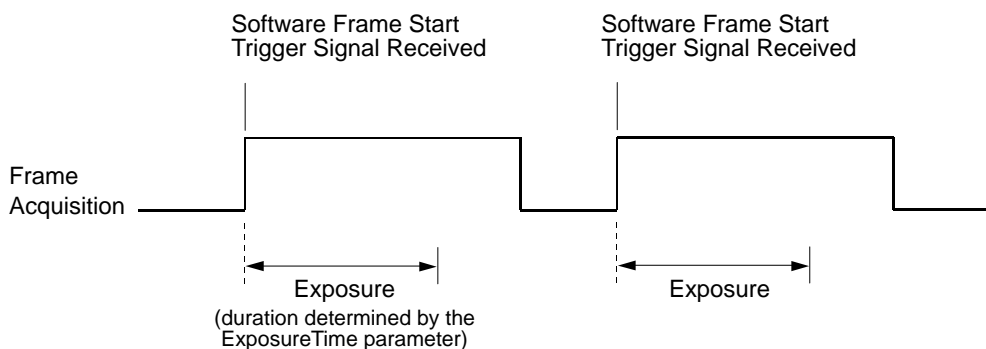 Software Frame Start
Trigger Signal Received
Software Frame Start
Trigger Signal Received
Frame
Acquisition
Exposure
(duration determined by the
ExposureTime parameter)
Exposure